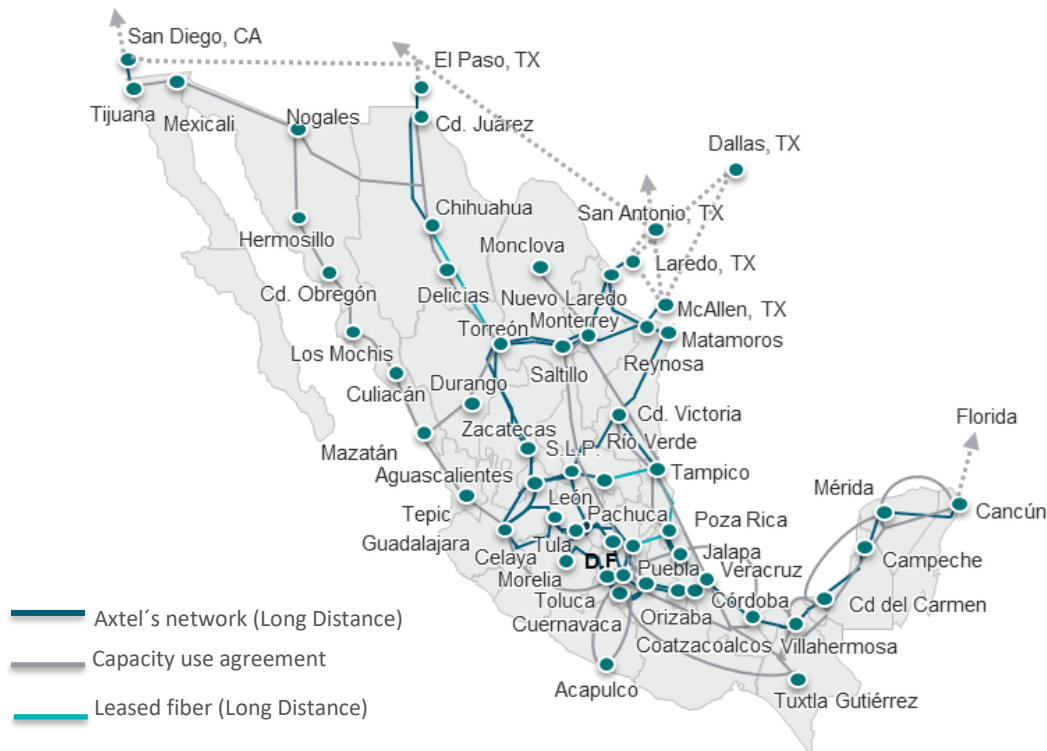 San Diego, CA
El Paso, TX
Tijuana
Mexicali
Nogales
Cd. Juárez
Dallas, TX
Chihuahua
San Antonio, TX
Monclova
Hermosillo
Laredo, TX
Cd. Obregón
Delicias
Nuevo Laredo
McAllen, TX
Monterrey
Torreón
Matamoros
Los Mochis
Saltillo
Reynosa
Culiacán
Durango
Cd. Victoria
Florida
Zacatecas
Río Verde
Mazatán
S.L.P.
Aguascalientes
Tampico
Mérida
León
Cancún
Tepic
Pachuca
Poza Rica
Guadalajara
Celaya
Tula
Jalapa
Campeche
D.F
Puebla
Veracruz
Morelia
Toluca
Córdoba
Cd del Carmen
Cuernavaca
Orizaba
Coatzacoalcos
Villahermosa
Acapulco
Tuxtla Gutiérrez
Axtel´s network (Long Distance)
Capacity use agreement
Leased fiber (Long Distance)